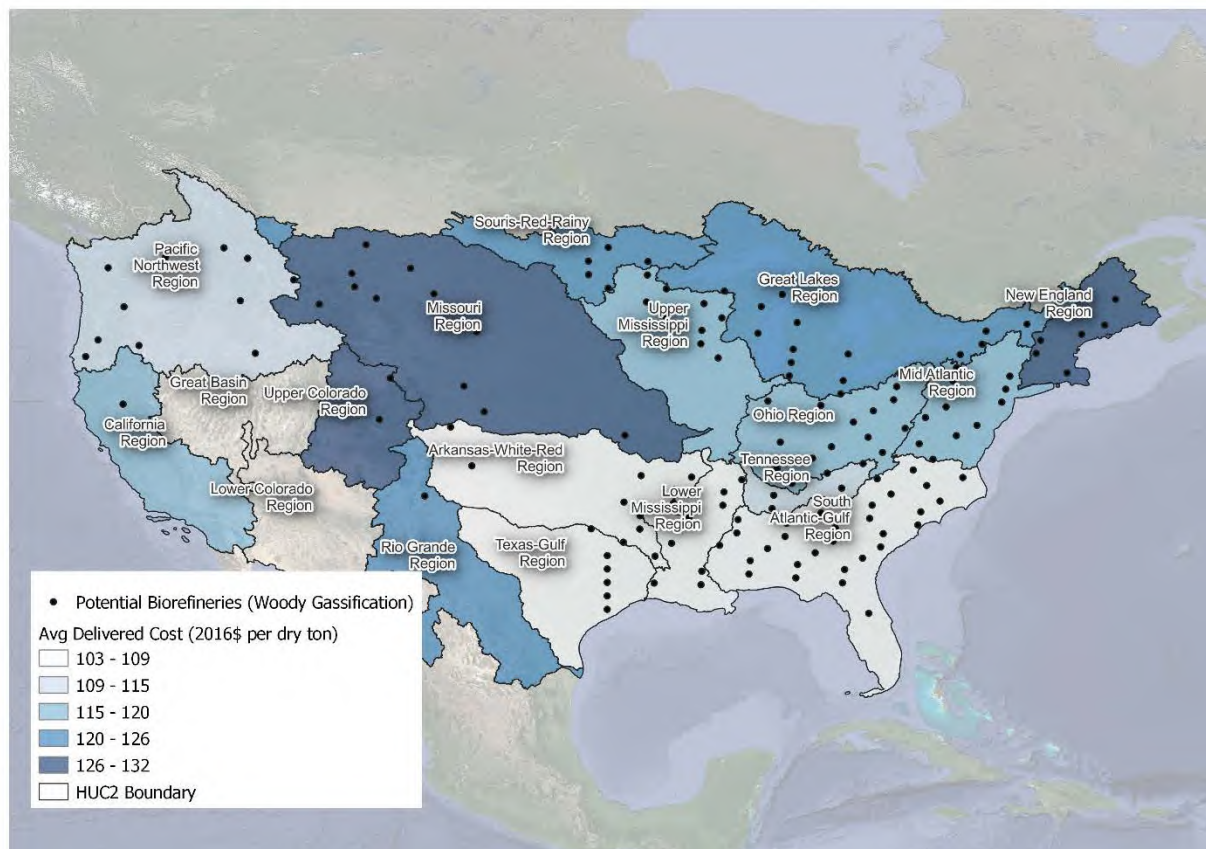 Souris-Red-Rainy
Region
Pacific
Northwest
Region
Great Lakes
Region
New England
Region
Missouri
Region
Upper
Mississippi
Region
Mid Atlantic
Region
Great Basin
Region
Upper Colorado
Region
California
Region
Ohio Region
Arkansas-White-Red
Region
Tennessee
Region
Lower Colorado
Region
Lower
Mississippi
Region
South
Atlantic-Gulf
Region
Rio Grande
Region
Texas-Gulf
Region
Potential Biorefineries (Woody Gassification)
Avg Delivered Cost (2016$ per dry ton)
103 - 109
109 - 115
115 - 120
120 - 126
126 - 132
HUC2 Boundary